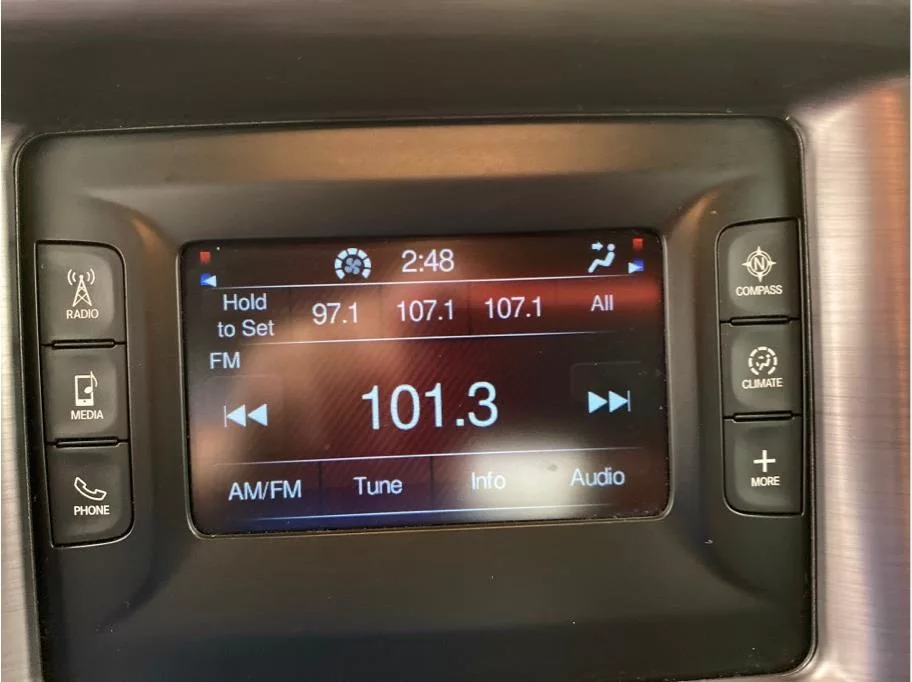 2:48
Hold
to Set
97.1
107.1
107.1
All
FM
101.3
AM/FM
Tune
Info
Audio
RADIO
MEDIA
PHONE
N
COMPASS
CLIMATE
MORE